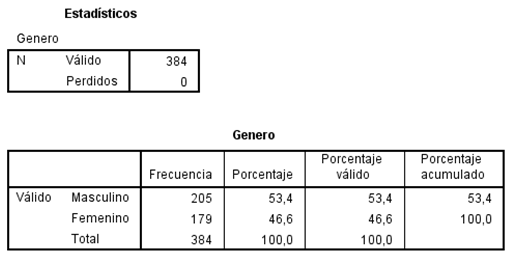 Estadísticos
Genero
N Válido 384
Perdidos 0
Genero
Frecuencia Porcentaje Porcentaje válido Porcentaje acumulado
Válido Masculino 205 53,4 53,4 53,4
Femenino 179 46,6 46,6 100,0
Total 384 100,0 100,0